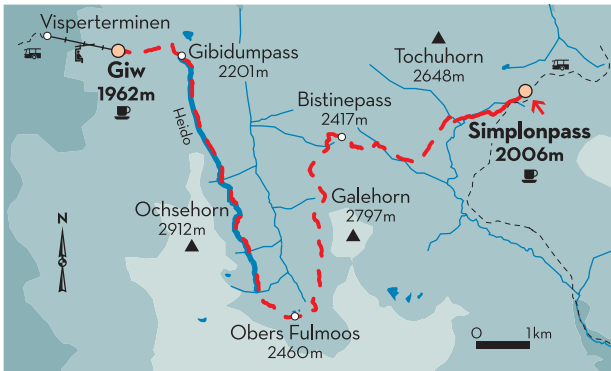 Visperterminen
Giw
1962m
Gibidumpass
2201m
Heido
Tochuhorn
2648m
Bistinepass
2417m
Simplonpass
2006m
Ochsehorn
2912m
Galehorn
2797m
N
Obers Fulmoos
2460m
0 1km